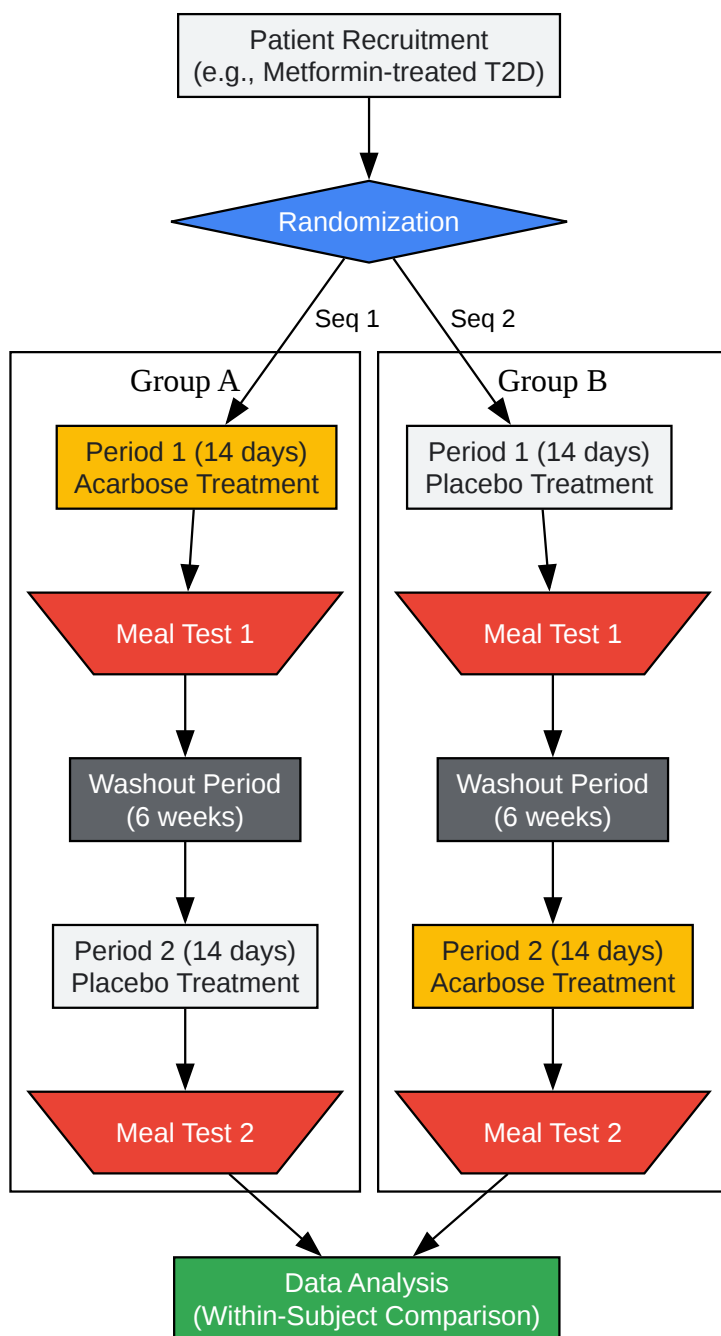 Patient Recruitment
(e.g., Metformin-treated T2D)
Randomization
Seq 1
Seq 2
Group A
Period 1 (14 days)
Acarbose Treatment
Meal Test 1
Washout Period
(6 weeks)
Period 2 (14 days)
Placebo Treatment
Meal Test 2
Group B
Period 1 (14 days)
Placebo Treatment
Meal Test 1
Washout Period
(6 weeks)
Period 2 (14 days)
Acarbose Treatment
Meal Test 2
Data Analysis
(Within-Subject Comparison)